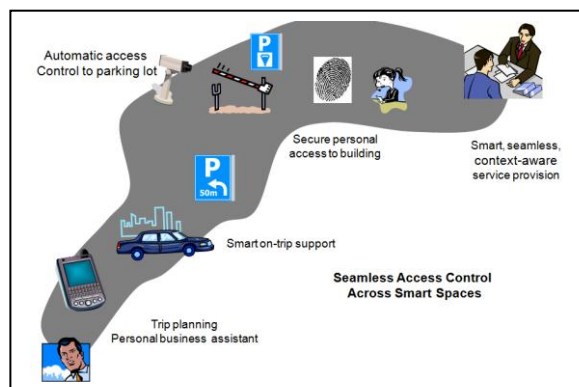 Automatic access
Control to parking lot
P
P
Secure personal
access to building
Smart, seamless,
context-aware
service provision
P
50m
Smart on-trip support
Seamless Access Control
Across Smart Spaces
Trip planning
Personal business assistant